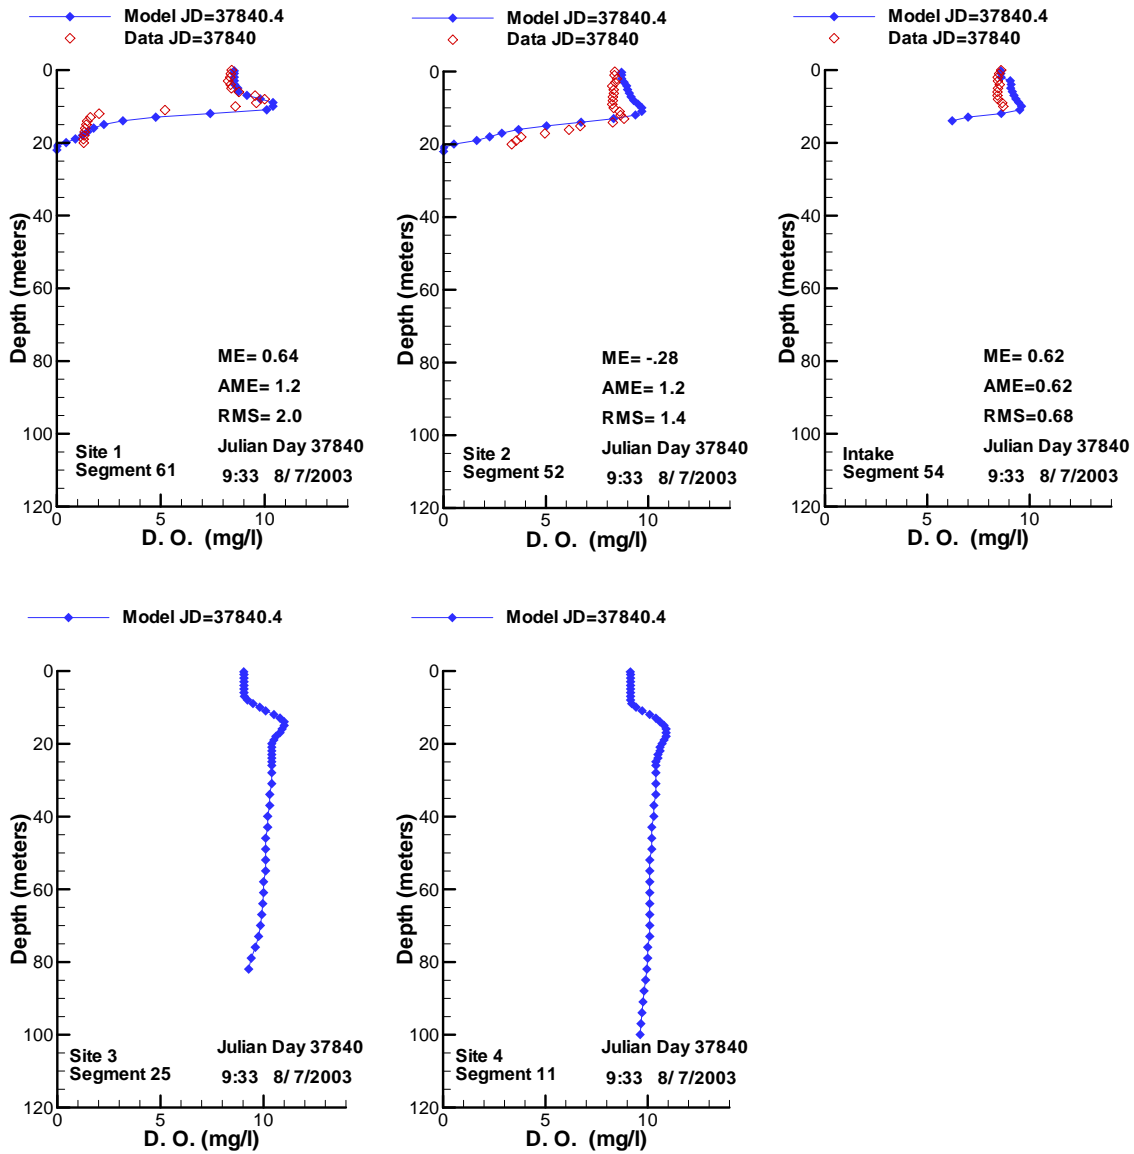 Model JD=37840.4
Data JD=37840
0
20
40
60
80
100
120
Depth (meters)
ME= 0.64
AME= 1.2
RMS= 2.0
Site 1
Segment 61
Julian Day 37840
9:33 8/ 7/2003
0 5 10
D. O. (mg/l)
Model JD=37840.4
Data JD=37840
0
20
40
60
80
100
120
Depth (meters)
ME= -.28
AME= 1.2
RMS= 1.4
Site 2
Segment 52
Julian Day 37840
9:33 8/ 7/2003
0 5 10
D. O. (mg/l)
Model JD=37840.4
Data JD=37840
0
20
40
60
80
100
120
Depth (meters)
ME= 0.62
AME=0.62
RMS=0.68
Intake
Segment 54
Julian Day 37840
9:33 8/ 7/2003
0 5 10
D. O. (mg/l)
Model JD=37840.4
0
20
40
60
80
100
120
Depth (meters)
Site 3
Segment 25
Julian Day 37840
9:33 8/ 7/2003
0 5 10
D. O. (mg/l)
Model JD=37840.4
0
20
40
60
80
100
120
Depth (meters)
Site 4
Segment 11
Julian Day 37840
9:33 8/ 7/2003
0 5 10
D. O. (mg/l)